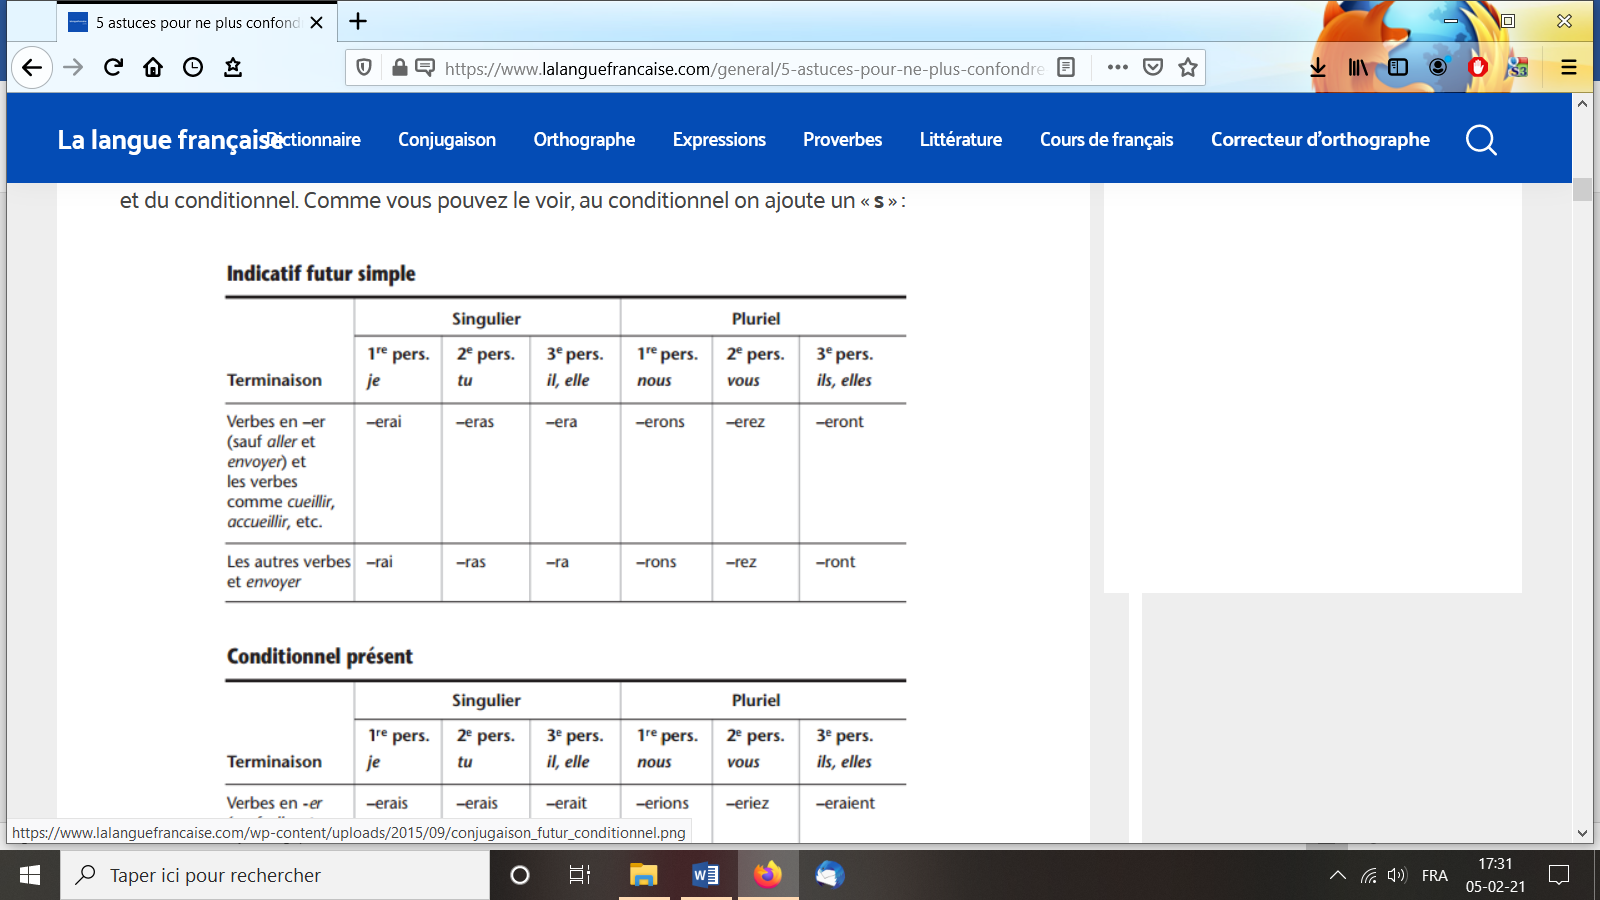 5 astuces pour ne plus confond
https://www.lalanguefrancaise.com/general/5-astuces-pour-ne-plus-confondre
La langue française
Dictionnaire Conjugaison Orthographe Expressions Proverbes Littérature Cours de français Correcteur d'orthographe
et du conditionnel. Comme vous pouvez le voir, au conditionnel on ajoute un « s » :
Indicatif futur simple
Singulier Pluriel
1re pers. 2e pers. 3e pers. 1re pers. 2e pers. 3e pers.
Terminaison je tu il, elle nous vous ils, elles
Verbes en –er –erai –eras –era –erons –erez –eront
(sauf aller et
envoyer) et
les verbes
comme cueillir,
accueillir, etc.
Les autres verbes –rai –ras –ra –rons –rez –ront
et envoyer
Conditionnel présent
Singulier Pluriel
1re pers. 2e pers. 3e pers. 1re pers. 2e pers. 3e pers.
Terminaison je tu il, elle nous vous ils, elles
Verbes en -er –erais –erais –erait –erions –eriez –eraient
https://www.lalanguefrancaise.com/wp-content/uploads/2015/09/conjugaison_futur_conditionnel.png
Taper ici pour rechercher
FRA
17:31
05-02-21